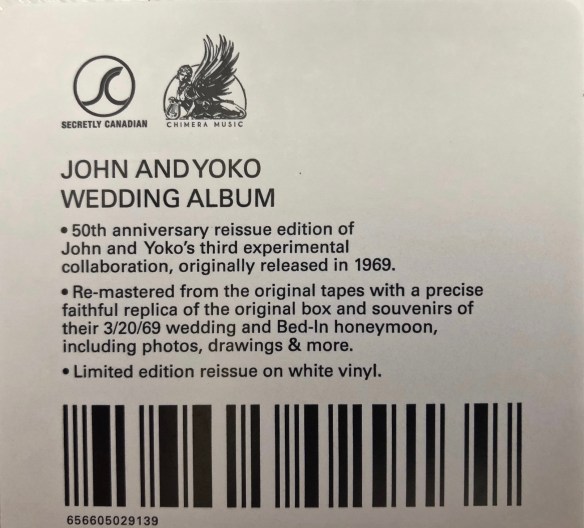 SECRETLY CANADIAN
CHIMERA MUSIC
JOHN AND YOKO
WEDDING ALBUM
• 50th anniversary reissue edition of
John and Yoko's third experimental
collaboration, originally released in 1969.
• Re-mastered from the original tapes with a precise
faithful replica of the original box and souvenirs of
their 3/20/69 wedding and Bed-In honeymoon,
including photos, drawings & more.
• Limited edition reissue on white vinyl.
656605029139